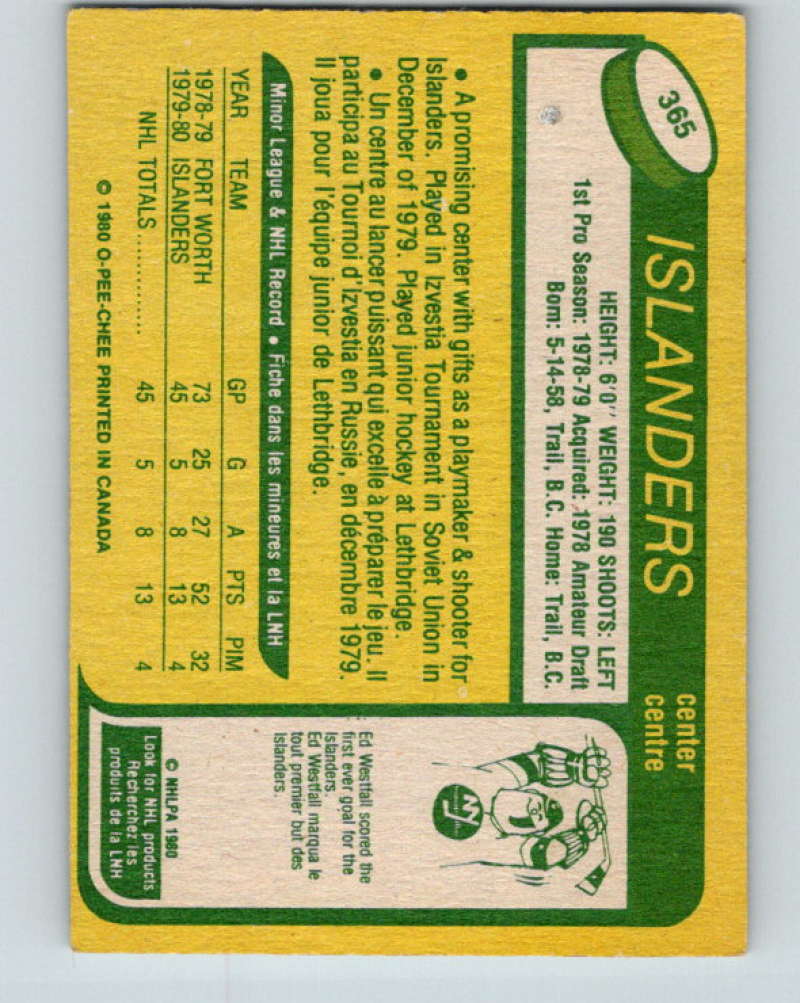 365
ISLANDERS
center
centre
HEIGHT: 6'0" WEIGHT: 190 SHOOTS: LEFT
1st Pro Season: 1978-79 Acquired: 1978 Amateur Draft
Born: 5-14-58, Trail, B.C. Home: Trail, B.C.
• A promising center with gifts as a playmaker & shooter for
Islanders. Played in Izvestia Tournament in Soviet Union in
December of 1979. Played junior hockey at Lethbridge.
• Un centre au lancer puissant qui excelle à préparer le jeu. Il
participa au Tournoi d'Izvestia en Russie, en décembre 1979.
Il joua pour l'équipe junior de Lethbridge.
Minor League & NHL Record • Fiche dans les mineures et la LNH
YEAR TEAM GP G A PTS PIM
1978-79 FORT WORTH 73 25 27 52 32
1979-80 ISLANDERS 45 5 8 13 4
NHL TOTALS ............. 45 5 8 13 4
© 1980 O-PEE-CHEE PRINTED IN CANADA
NY
Ed Westfall scored the
first ever goal for the
Islanders.
Ed Westfall marqua le
tout premier but des
Islanders.
© NHLPA 1980
Look for NHL products.
Recherchez les
produits de la LNH